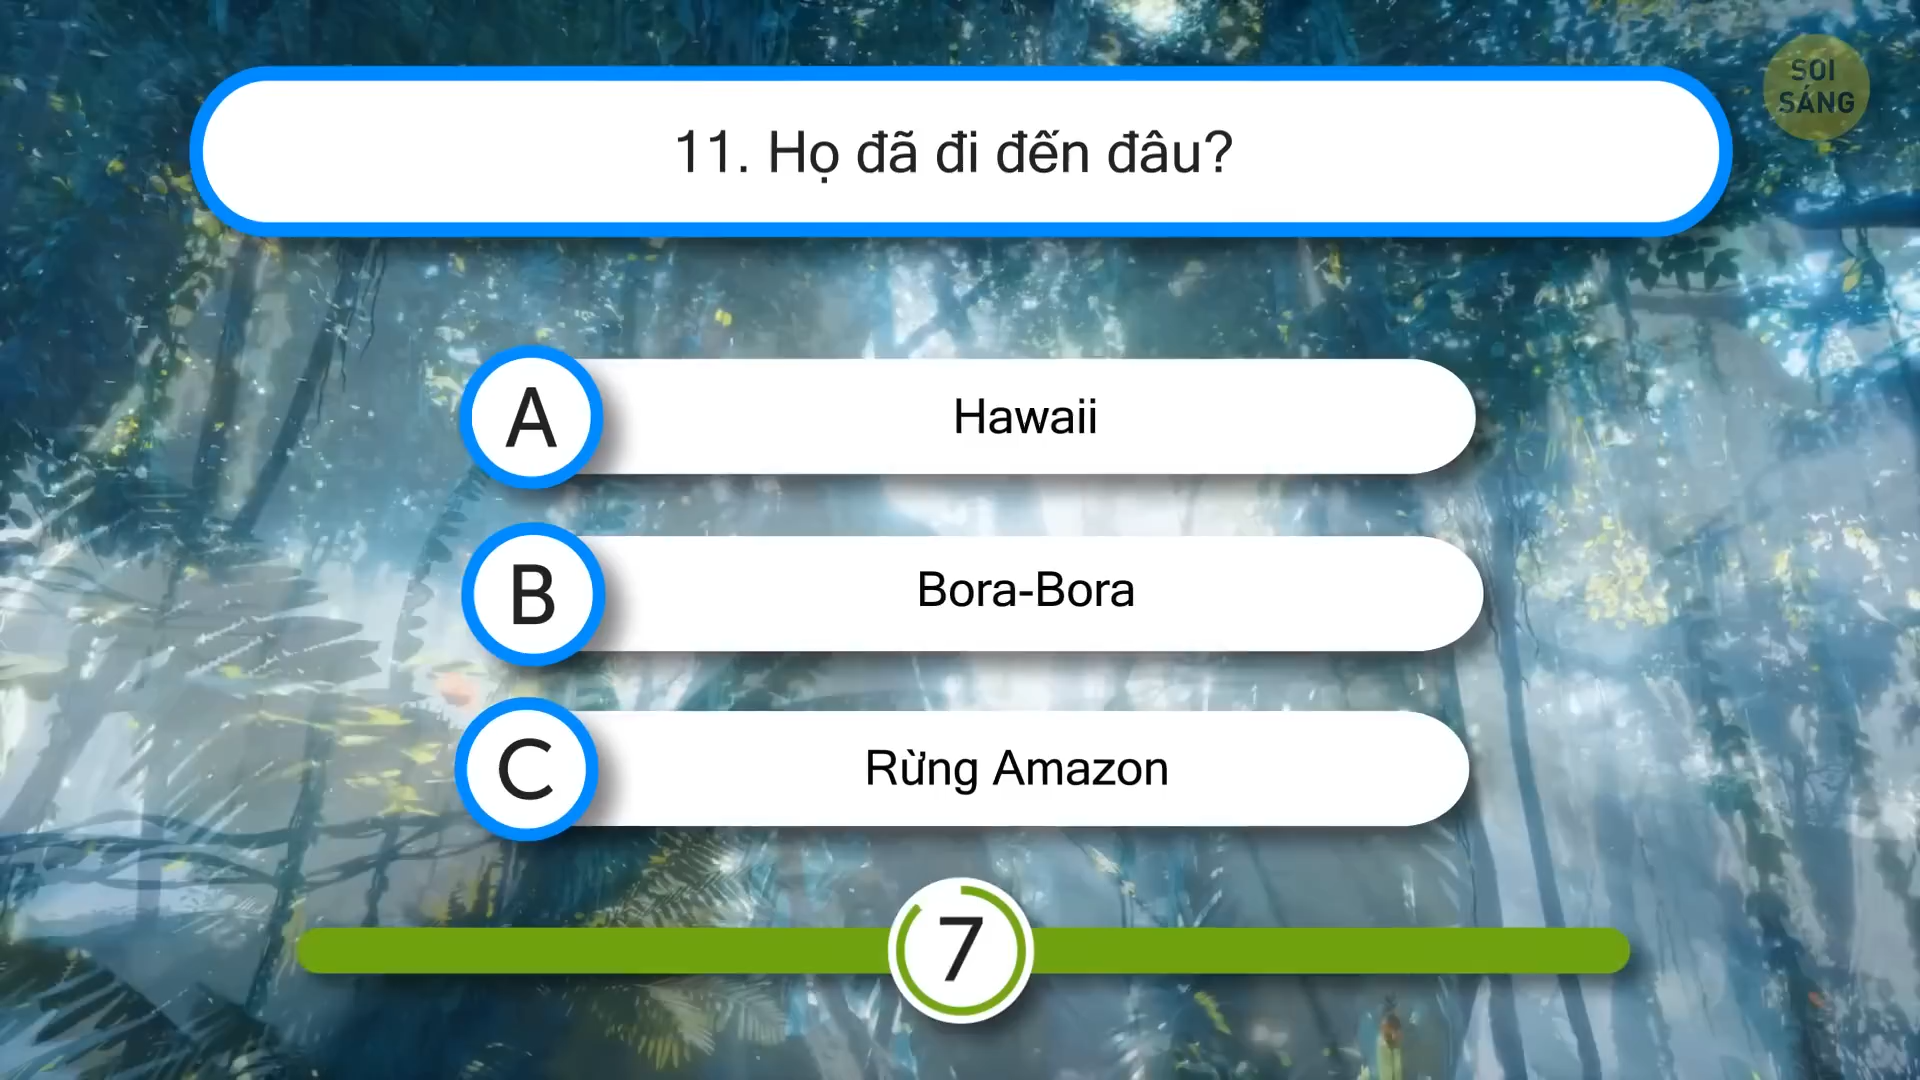 SOI
SÁNG
11. Họ đã đi đến đâu?
A
Hawaii
B
Bora-Bora
C
Rừng Amazon
7